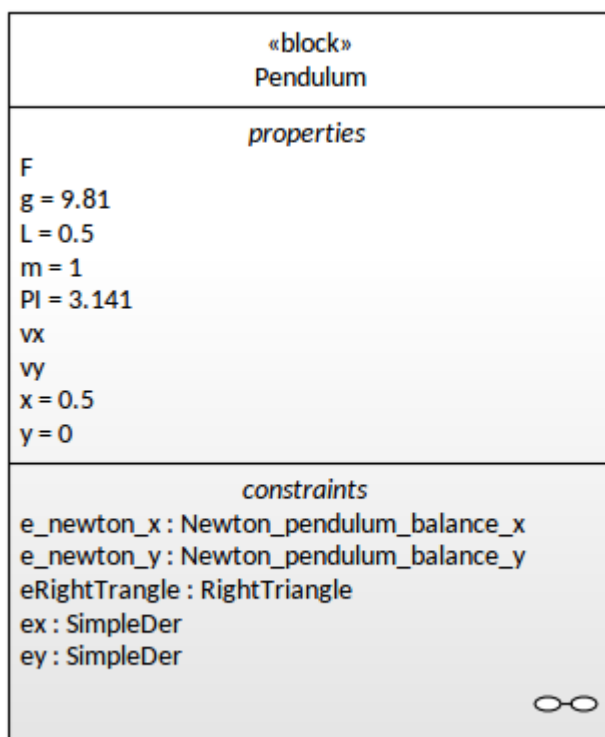 «block»
Pendulum
properties
F
g = 9.81
L = 0.5
m = 1
PI = 3.141
vx
vy
x = 0.5
y = 0
constraints
e_newton_x : Newton_pendulum_balance_x
e_newton_y : Newton_pendulum_balance_y
eRightTrangle : RightTriangle
ex : SimpleDer
ey : SimpleDer